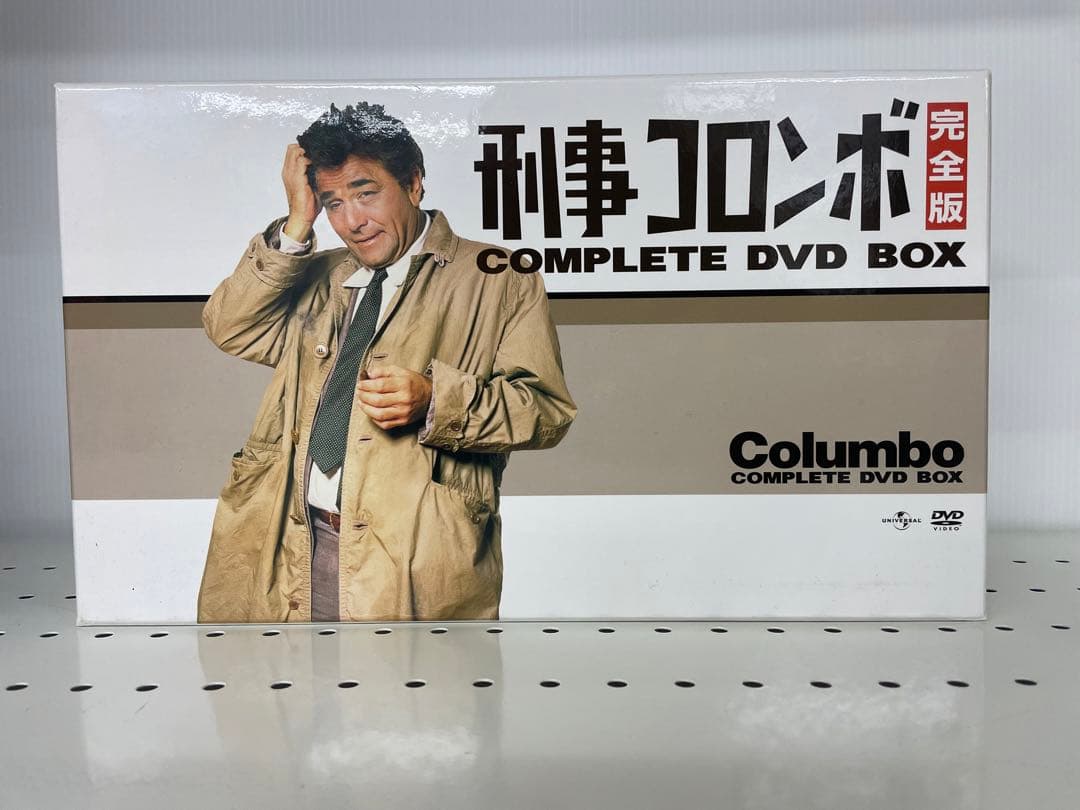 刑事コロンボ
完全版
COMPLETE DVD BOX
Columbo
COMPLETE DVD BOX
UNIVERSAL
DVD
VIDEO